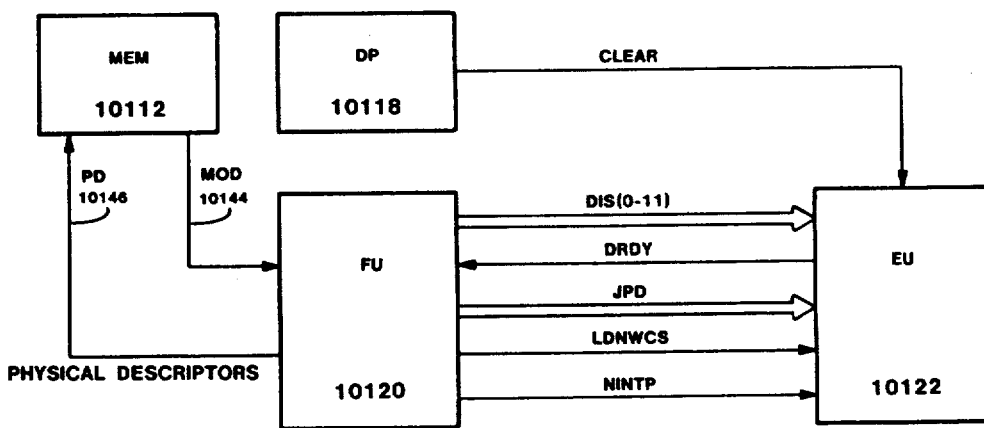 MEM
10112
DP
10118
CLEAR
PD
10146
MOD
10144
DIS(0-11)
DRDY
FU
EU
JPD
LDNWCS
PHYSICAL DESCRIPTORS
10120
NINTP
10122